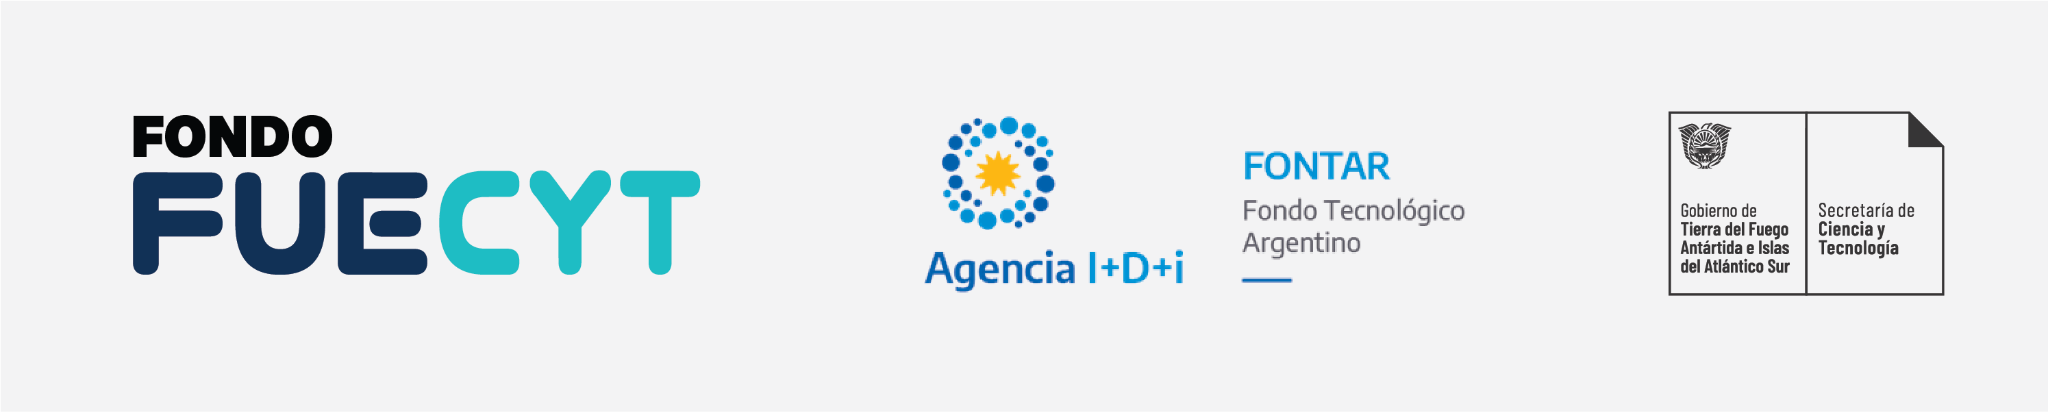 FONDO
FUECYT
Agencia I+D+i
FONTAR
Fondo Tecnológico
Argentino
Gobierno de
Tierra del Fuego
Antártida e Islas
del Atlántico Sur
Secretaría de
Ciencia y
Tecnología